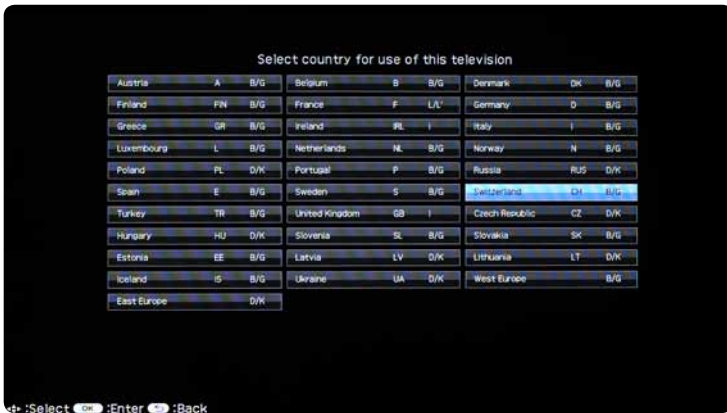 Select country for use of this television
Austria A B/G Belgium B B/G Denmark DK B/G
Finland FIN B/G France F L/L' Germany D B/G
Greece GR B/G Ireland IRL I Italy I B/G
Luxembourg L B/G Netherlands NL B/G Norway N B/G
Poland PL D/K Portugal P B/G Russia RUS D/K
Spain E B/G Sweden S B/G Switzerland CH B/G
Turkey TR B/G United Kingdom GB I Czech Republic CZ D/K
Hungary HU D/K Slovenia SL B/G Slovakia SK B/G
Estonia EE B/G Latvia LV D/K Lithuania LT D/K
Iceland IS B/G Ukraine UA D/K West Europe B/G
East Europe D/K
:Select OK :Enter :Back